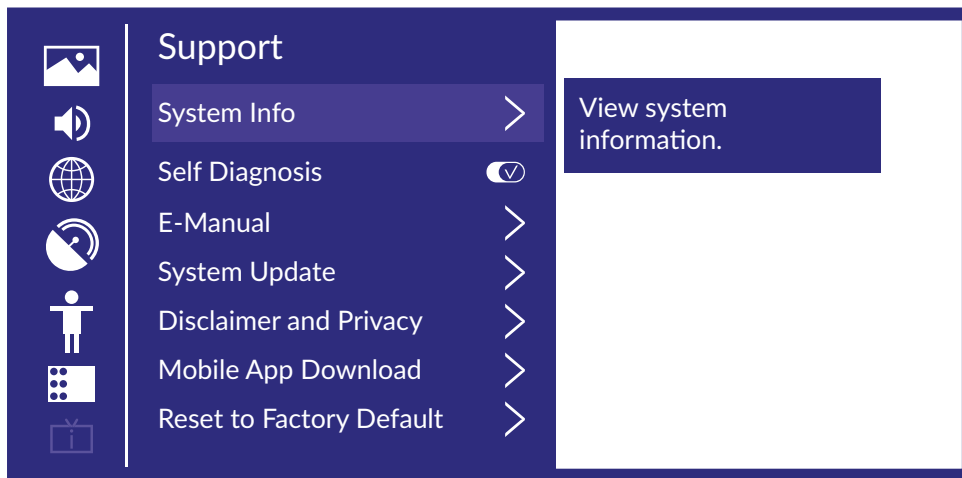 Support
System Info
View system
information.
Self Diagnosis
E-Manual
System Update
Disclaimer and Privacy
Mobile App Download
Reset to Factory Default